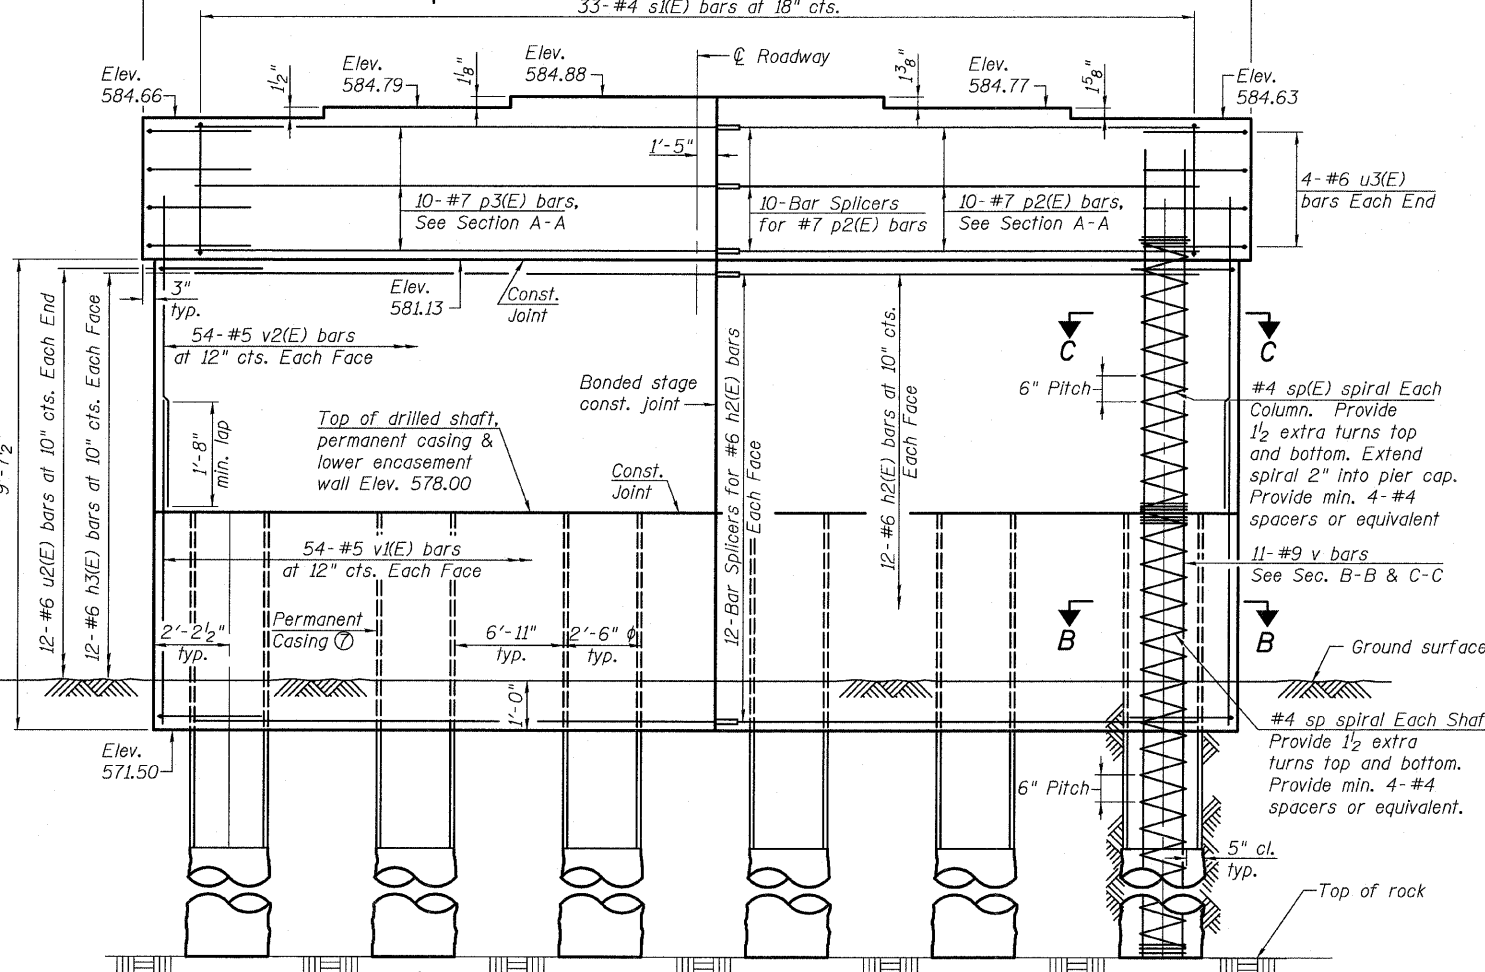 33-#4 s1(E) bars at 18" cts.
Elev.
584.66
1½"
Elev.
584.79
1⅛"
Elev.
584.88
℄ Roadway
1⅜"
Elev.
584.77
1⅝"
Elev.
584.63
1'-5"
10-#7 p3(E) bars,
See Section A-A
10-Bar Splicers
for #7 p2(E) bars
10-#7 p2(E) bars,
See Section A-A
4-#6 u3(E)
bars Each End
3"
typ.
Elev.
581.13
Const.
Joint
54-#5 v2(E) bars
at 12" cts. Each Face
12-#6 u2(E) bars at 10" cts. Each End
12-#6 h3(E) bars at 10" cts. Each Face
1'-8"
min. lap
Top of drilled shaft,
permanent casing &
lower encasement
wall Elev. 578.00
Bonded stage
const. joint
Const.
Joint
12-Bar Splicers for #6 h2(E) bars
Each Face
12-#6 h2(E) bars at 10" cts.
Each Face
C
C
6" Pitch
#4 sp(E) spiral Each
Column. Provide
1½ extra turns top
and bottom. Extend
spiral 2" into pier cap.
Provide min. 4-#4
spacers or equivalent
11-#9 v bars
See Sec. B-B & C-C
54-#5 v1(E) bars
at 12" cts. Each Face
2'-2½"
typ.
Permanent
Casing ⑦
6'-11"
typ.
2'-6" ϕ
typ.
B
B
Ground surface
1'-0"
Elev.
571.50
#4 sp spiral Each Shaf
Provide 1½ extra
turns top and bottom.
Provide min. 4-#4
spacers or equivalent.
6" Pitch
5" cl.
typ.
Top of rock